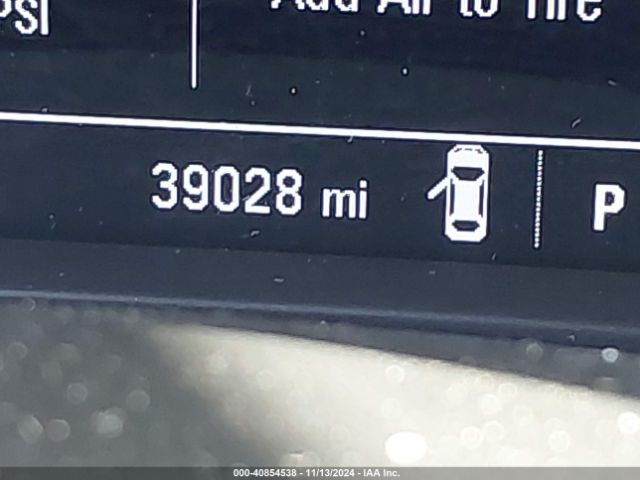 PSI
Add Air to Tire
39028 mi
P
000-40854538 - 11/13/2024 - IAA Inc.